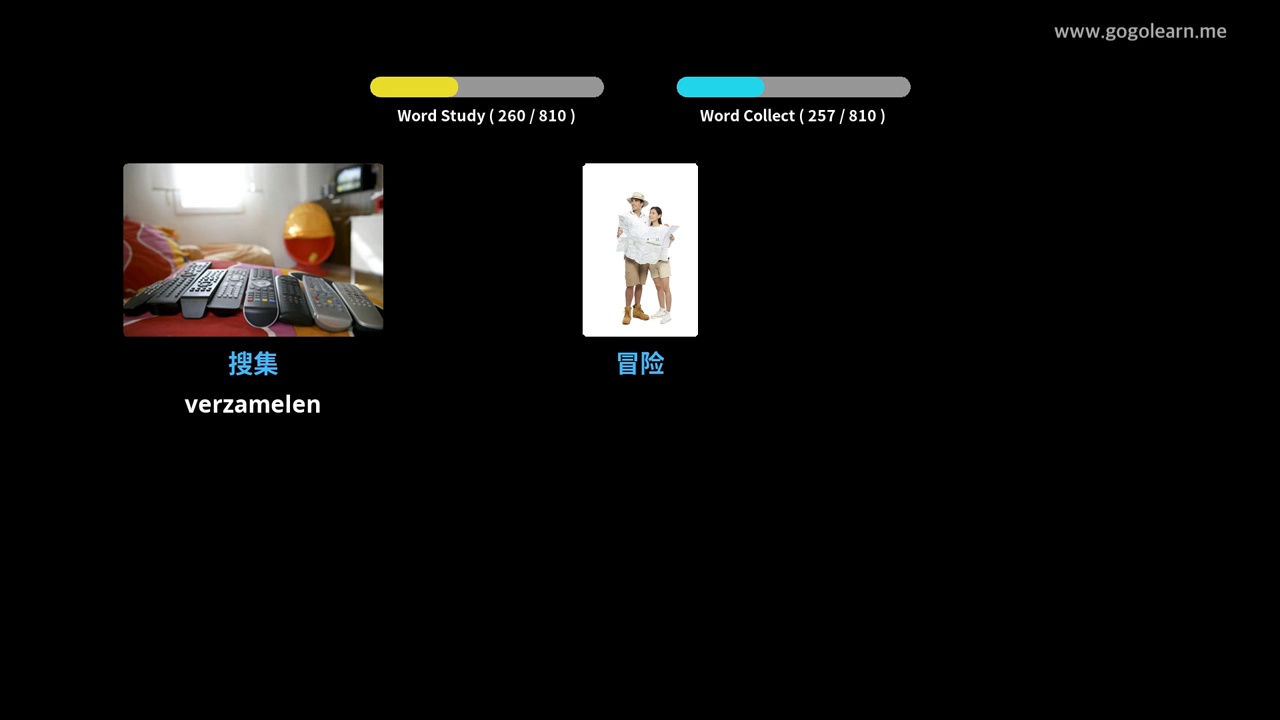 www.gogolearn.me
Word Study ( 260 / 810 )
Word Collect ( 257 / 810 )
搜集
verzamelen
冒险